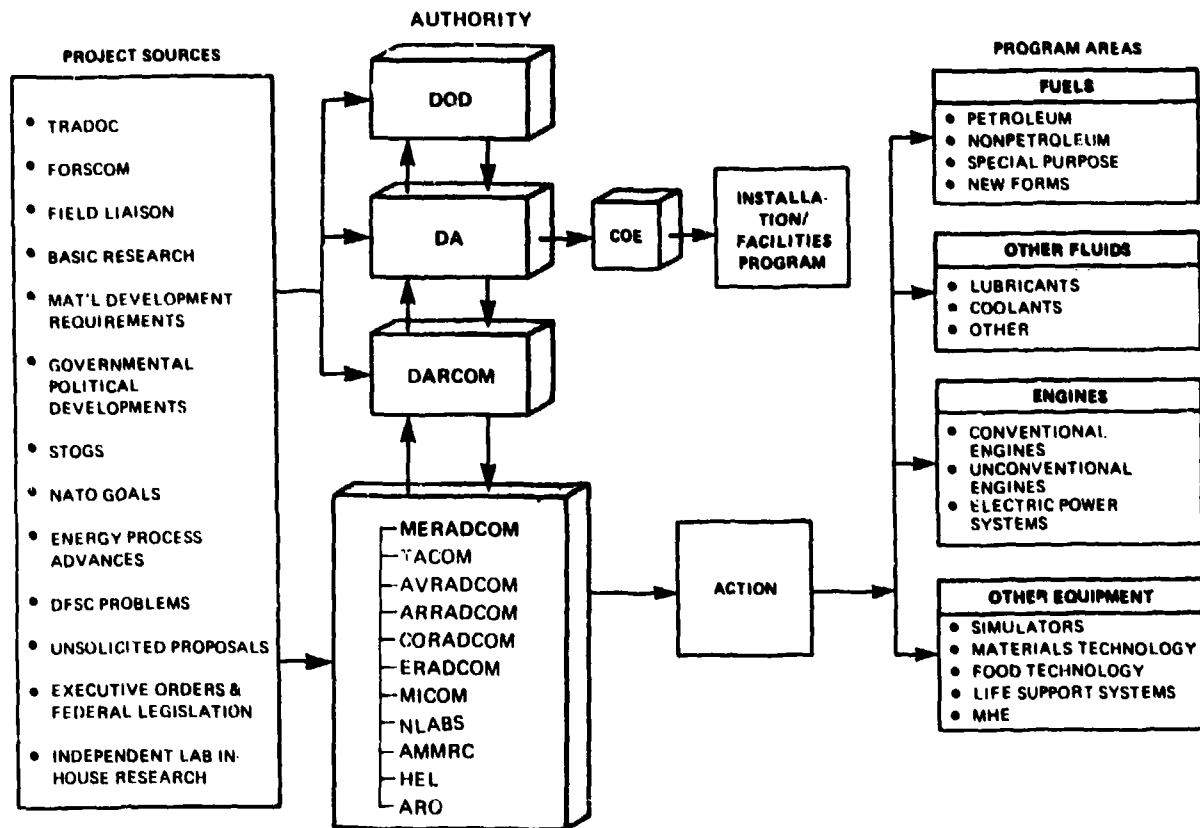 AUTHORITY
PROJECT SOURCES
• TRADOC
• FORSCOM
• FIELD LIAISON
• BASIC RESEARCH
• MAT'L DEVELOPMENT
REQUIREMENTS
• GOVERNMENTAL
POLITICAL
DEVELOPMENTS
• STOGS
• NATO GOALS
• ENERGY PROCESS
ADVANCES
• DFSC PROBLEMS
• UNSOLICITED PROPOSALS
• EXECUTIVE ORDERS &
FEDERAL LEGISLATION
• INDEPENDENT LAB IN-
HOUSE RESEARCH
DOD
DA
DARCOM
COE
INSTALLA-
TION/
FACILITIES
PROGRAM
MERADCOM
TACOM
AVRADCOM
ARRADCOM
CORADCOM
ERADCOM
MICOM
NLABS
AMMRC
HEL
ARO
ACTION
PROGRAM AREAS
FUELS
• PETROLEUM
• NONPETROLEUM
• SPECIAL PURPOSE
• NEW FORMS
OTHER FLUIDS
• LUBRICANTS
• COOLANTS
• OTHER
ENGINES
• CONVENTIONAL
ENGINES
• UNCONVENTIONAL
ENGINES
• ELECTRIC POWER
SYSTEMS
OTHER EQUIPMENT
• SIMULATORS
• MATERIALS TECHNOLOGY
• FOOD TECHNOLOGY
• LIFE SUPPORT SYSTEMS
• MHE